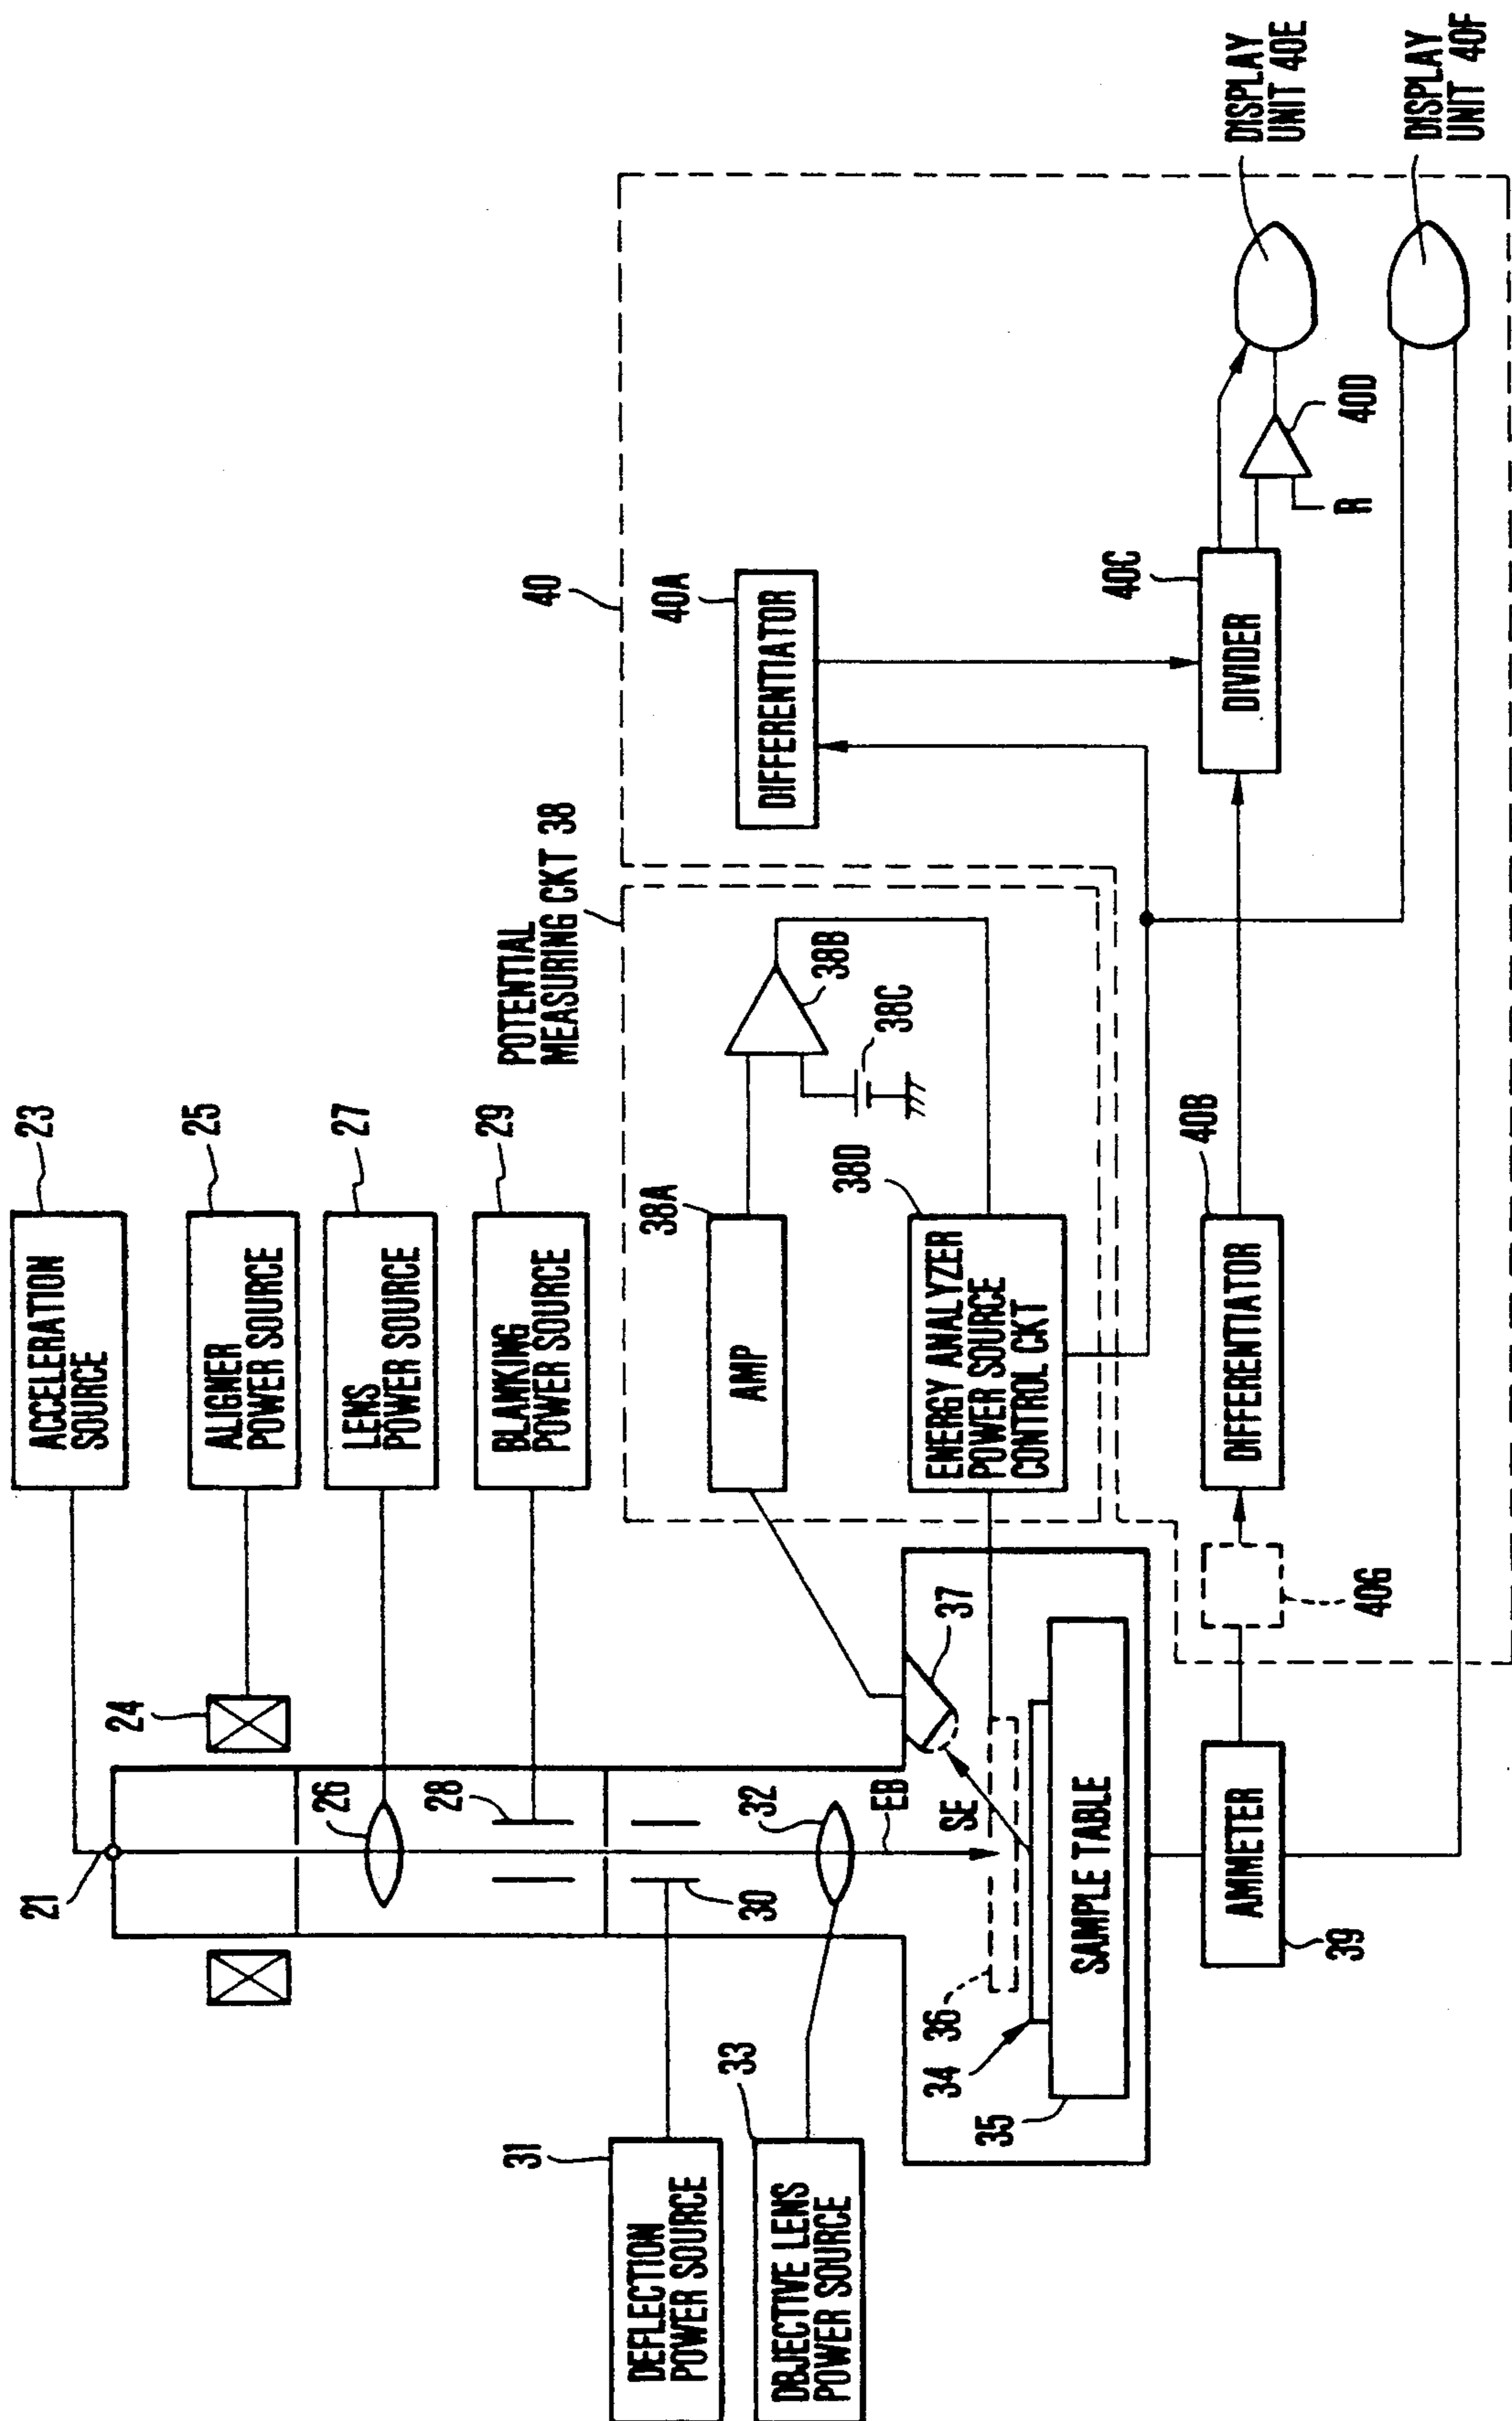 23
ACCELERATION
SOURCE
21
24
25
ALIGNER
POWER SOURCE
26
27
LENS
POWER SOURCE
28
29
BLANKING
POWER SOURCE
31
DEFLECTION
POWER SOURCE
30
33
OBJECTIVE LENS
POWER SOURCE
32
EB
SE
37
36
34
35
SAMPLE TABLE
AMMETER
39
POTENTIAL
MEASURING CKT 38
38A
AMP
38B
38C
38D
ENERGY ANALYZER
POWER SOURCE
CONTROL CKT
40
40A
DIFFERENTIATOR
40B
DIFFERENTIATOR
40G
40C
DIVIDER
R
40D
DISPLAY
UNIT 40E
DISPLAY
UNIT 40F